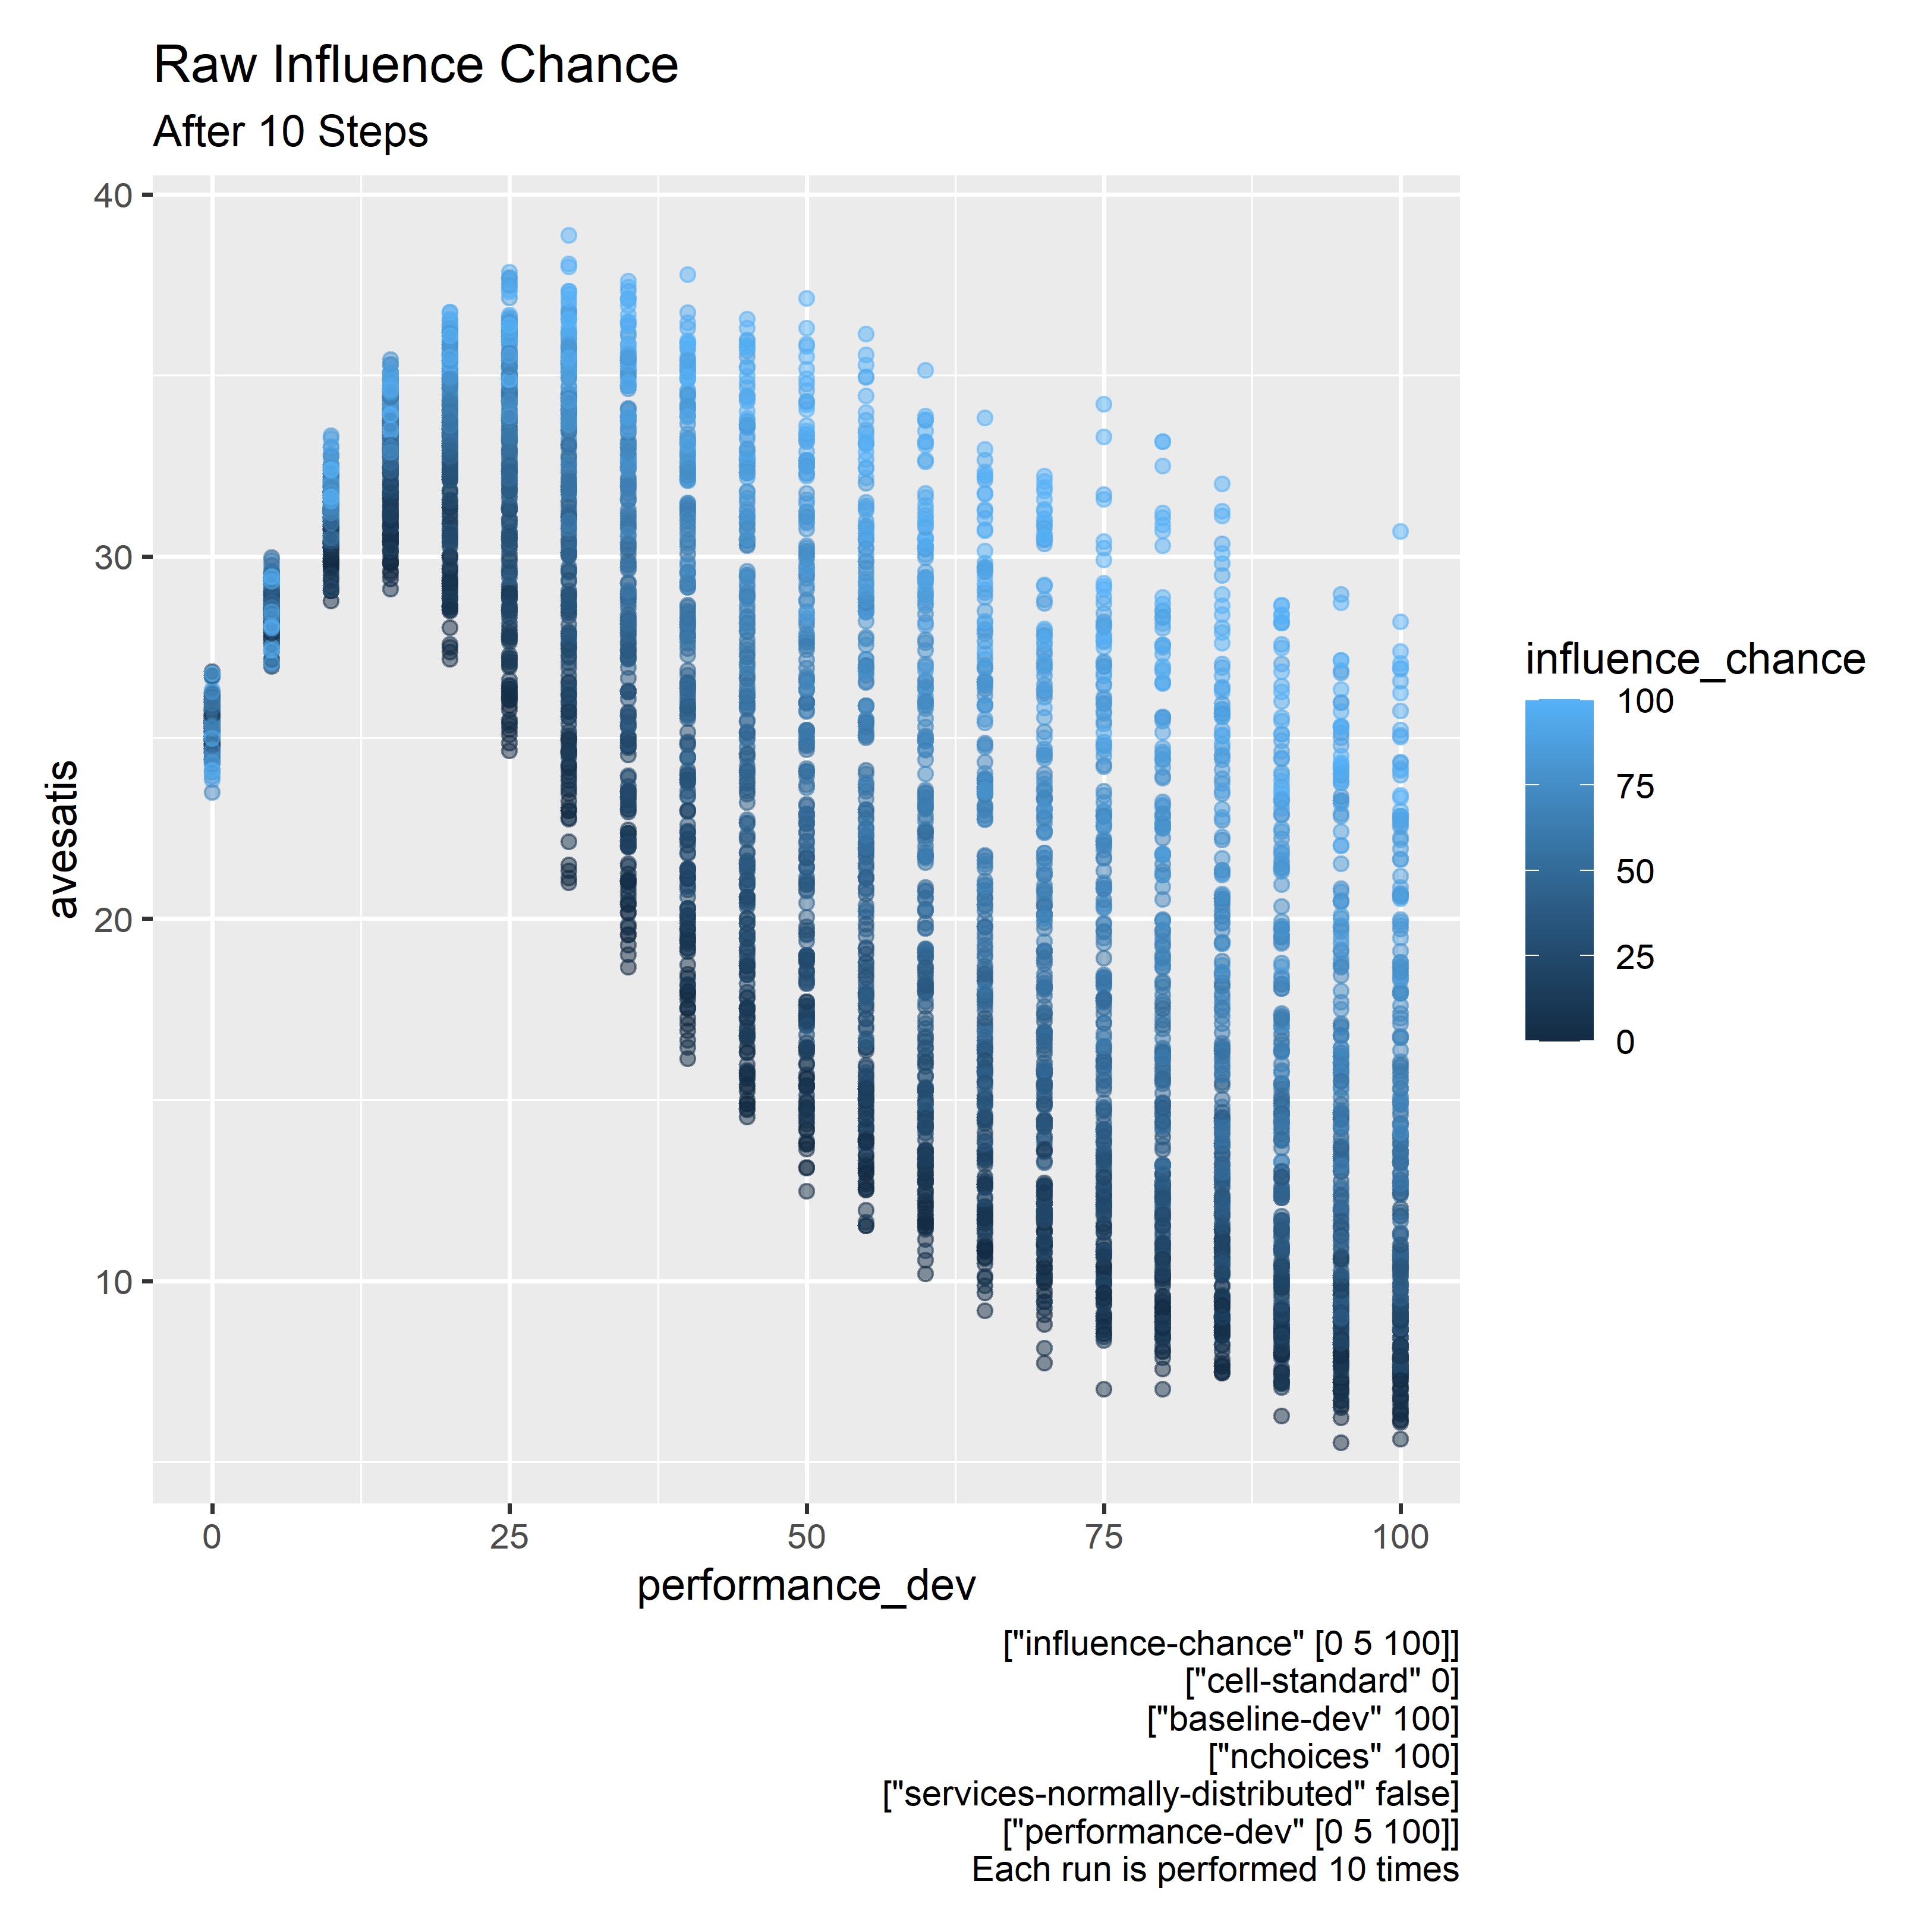 Raw Influence Chance
After 10 Steps
40
30
20
10
avesatis
0 25 50 75 100
performance_dev
influence_chance
100
75
50
25
0
["influence-chance" [0 5 100]]
["cell-standard" 0]
["baseline-dev" 100]
["nchoices" 100]
["services-normally-distributed" false]
["performance-dev" [0 5 100]]
Each run is performed 10 times